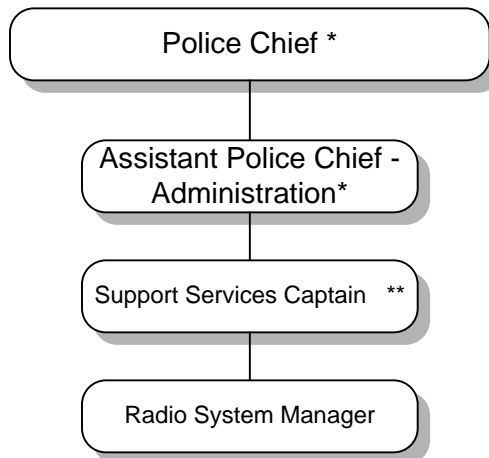 Police Chief *
Assistant Police Chief -
Administration*
Support Services Captain **
Radio System Manager